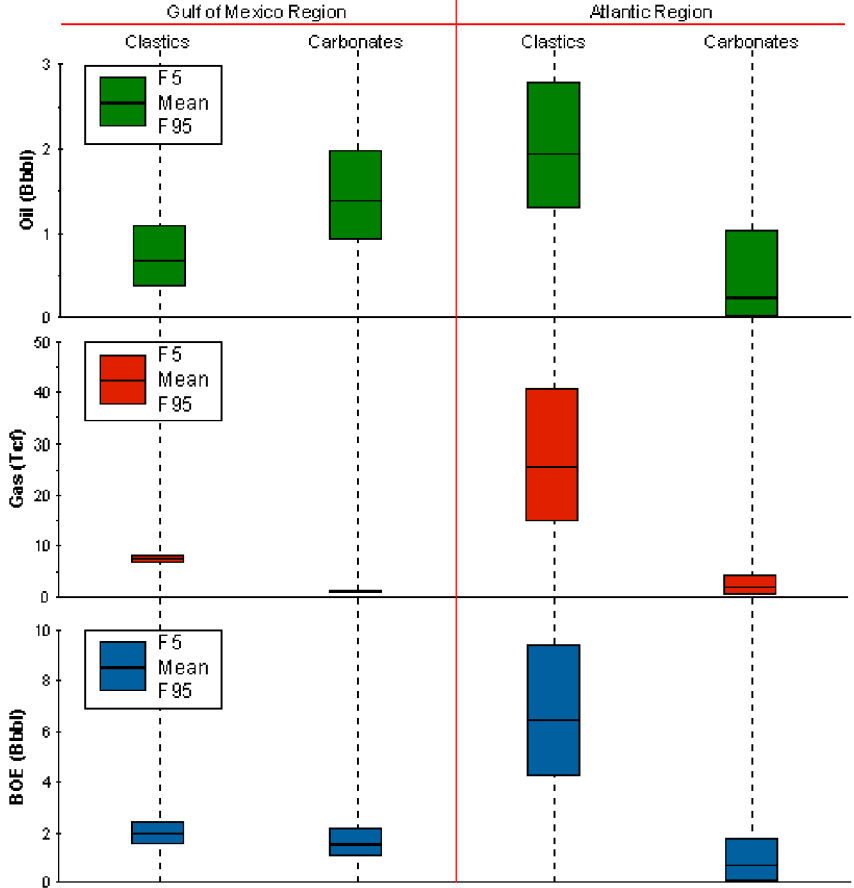 Gulf of Mexico Region Atlantic Region
Clastics Carbonates Clastics Carbonates
Oil (Bbbl)
3
2
1
0
F5
Mean
F95
Gas (Tcf)
50
40
30
20
10
0
F5
Mean
F95
BOE (Bbbl)
10
8
6
4
2
0
F5
Mean
F95